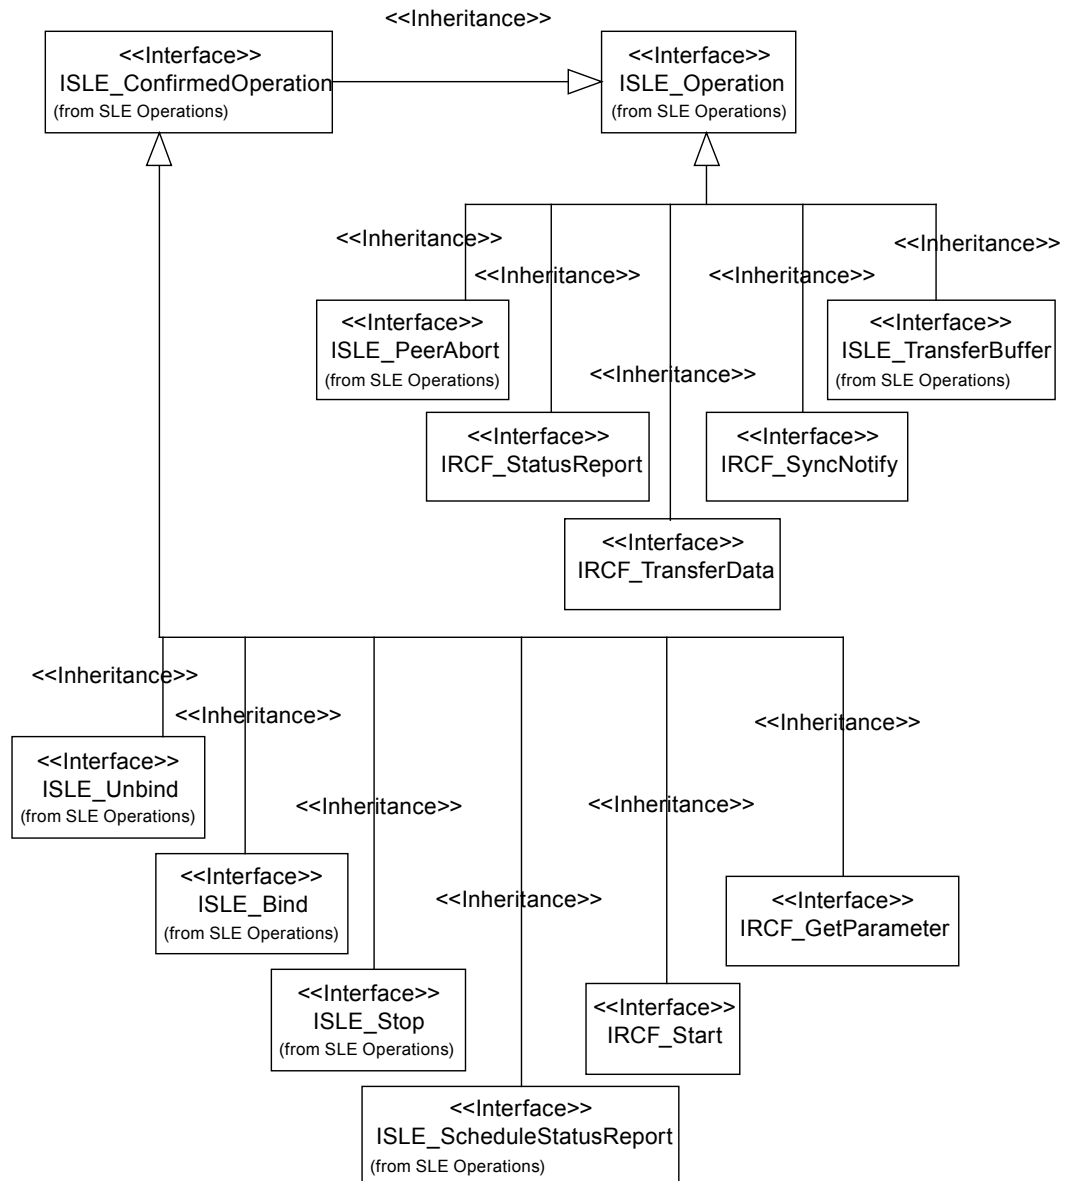 <<Inheritance>>
<<Interface>>
ISLE_ConfirmedOperation
(from SLE Operations)
<<Interface>>
ISLE_Operation
(from SLE Operations)
<<Inheritance>>
<<Inheritance>>
<<Inheritance>>
<<Inheritance>>
<<Interface>>
ISLE_PeerAbort
(from SLE Operations)
<<Interface>>
ISLE_TransferBuffer
(from SLE Operations)
<<Inheritance>>
<<Interface>>
IRCF_StatusReport
<<Interface>>
IRCF_SyncNotify
<<Interface>>
IRCF_TransferData
<<Inheritance>>
<<Inheritance>>
<<Inheritance>>
<<Interface>>
ISLE_Unbind
(from SLE Operations)
<<Inheritance>>
<<Inheritance>>
<<Interface>>
ISLE_Bind
(from SLE Operations)
<<Inheritance>>
<<Interface>>
IRCF_GetParameter
<<Interface>>
ISLE_Stop
(from SLE Operations)
<<Interface>>
IRCF_Start
<<Interface>>
ISLE_ScheduleStatusReport
(from SLE Operations)